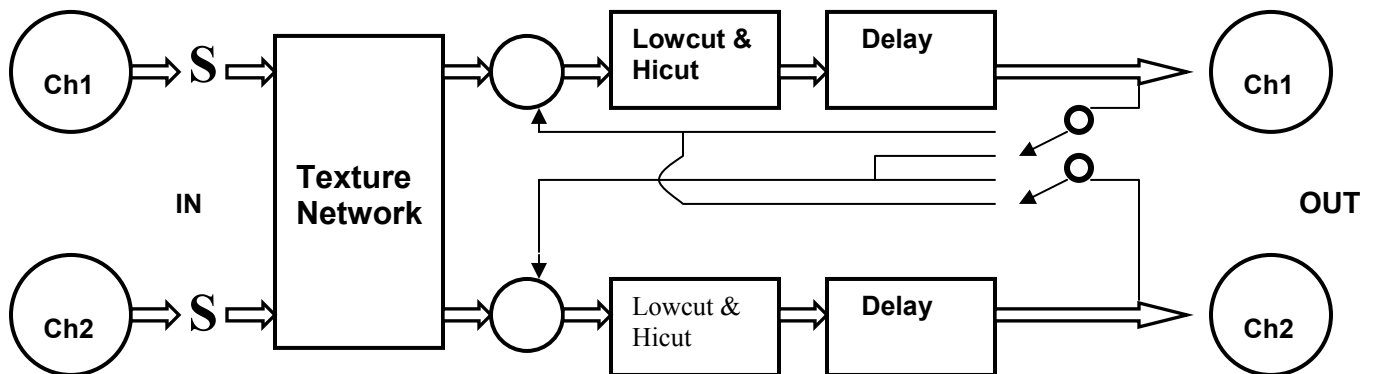 Ch1
S
Lowcut &
Hicut
Delay
Ch1
Texture
Network
IN
OUT
Ch2
S
Lowcut &
Hicut
Delay
Ch2